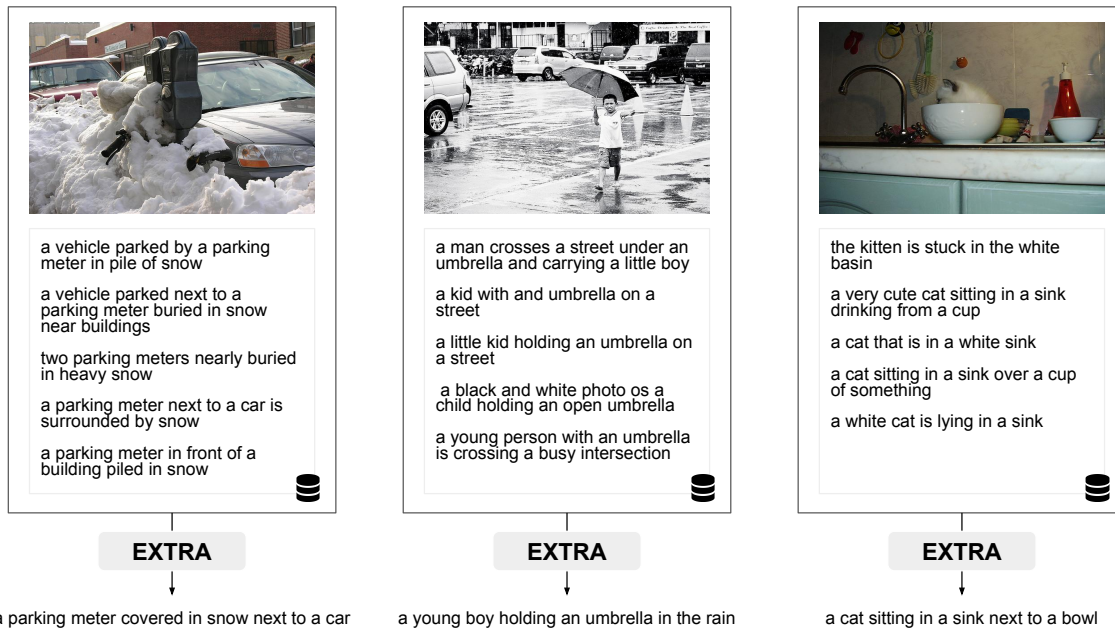 a vehicle parked by a parking
meter in pile of snow
a vehicle parked next to a
parking meter buried in snow
near buildings
two parking meters nearly buried
in heavy snow
a parking meter next to a car is
surrounded by snow
a parking meter in front of a
building piled in snow
EXTRA
a parking meter covered in snow next to a car
a man crosses a street under an
umbrella and carrying a little boy
a kid with and umbrella on a
street
a little kid holding an umbrella on
a street
a black and white photo os a
child holding an open umbrella
a young person with an umbrella
is crossing a busy intersection
EXTRA
a young boy holding an umbrella in the rain
the kitten is stuck in the white
basin
a very cute cat sitting in a sink
drinking from a cup
a cat that is in a white sink
a cat sitting in a sink over a cup
of something
a white cat is lying in a sink
EXTRA
a cat sitting in a sink next to a bowl